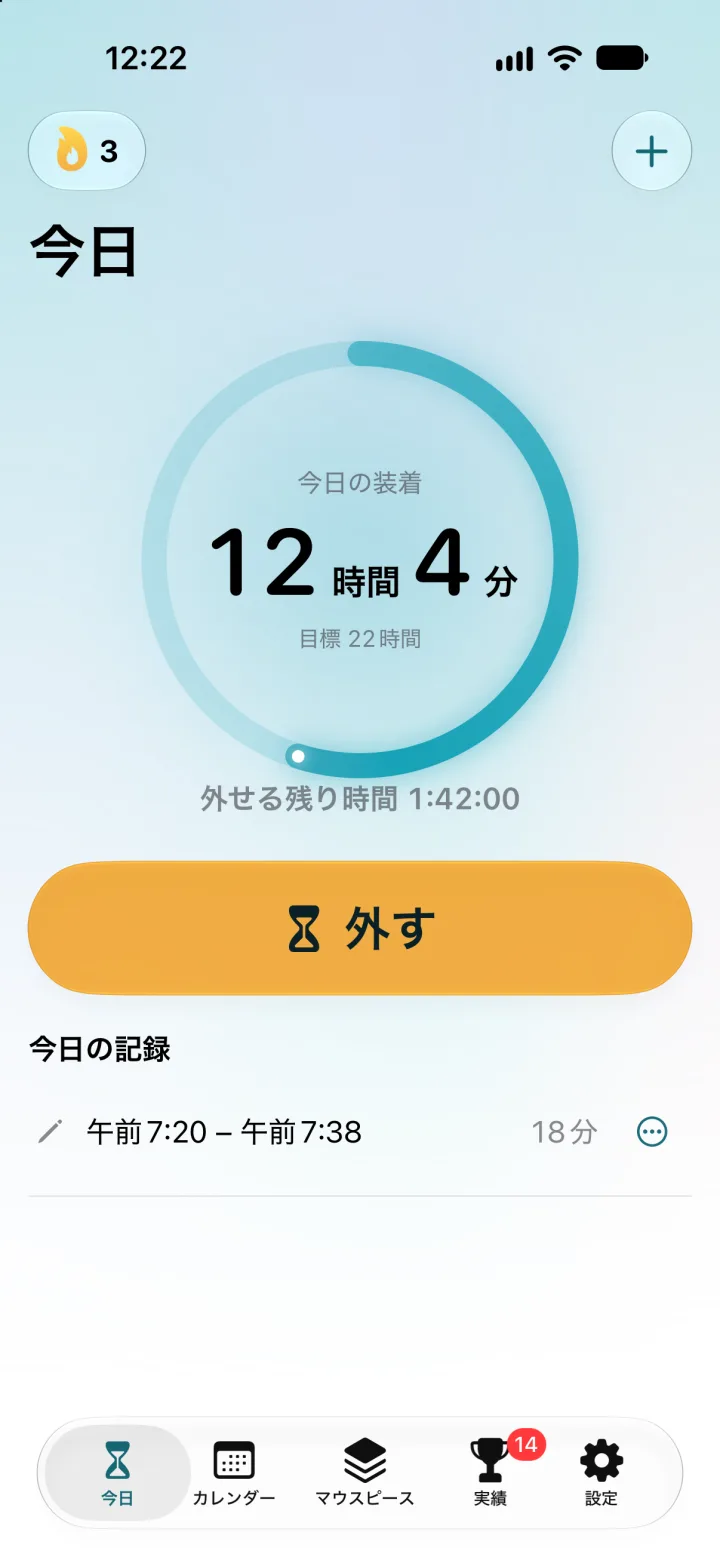 12:22
3
今日
今日の装着
12 時間 4 分
目標 22時間
外せる残り時間 1:42:00
外す
今日の記録
午前7:20 – 午前7:38 18分
14
今日 カレンダー マウスピース 実績 設定